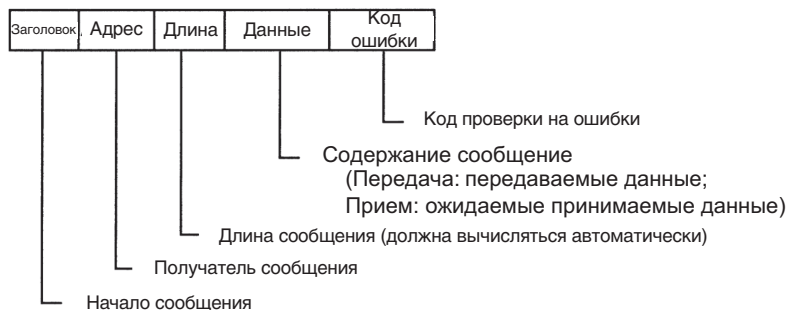 Заголовок Адрес Длина Данные Код
ошибки
Код проверки на ошибки
Содержание сообщение
(Передача: передаваемые данные;
Прием: ожидаемые принимаемые данные)
Длина сообщения (должна вычисляться автоматически)
Получатель сообщения
Начало сообщения